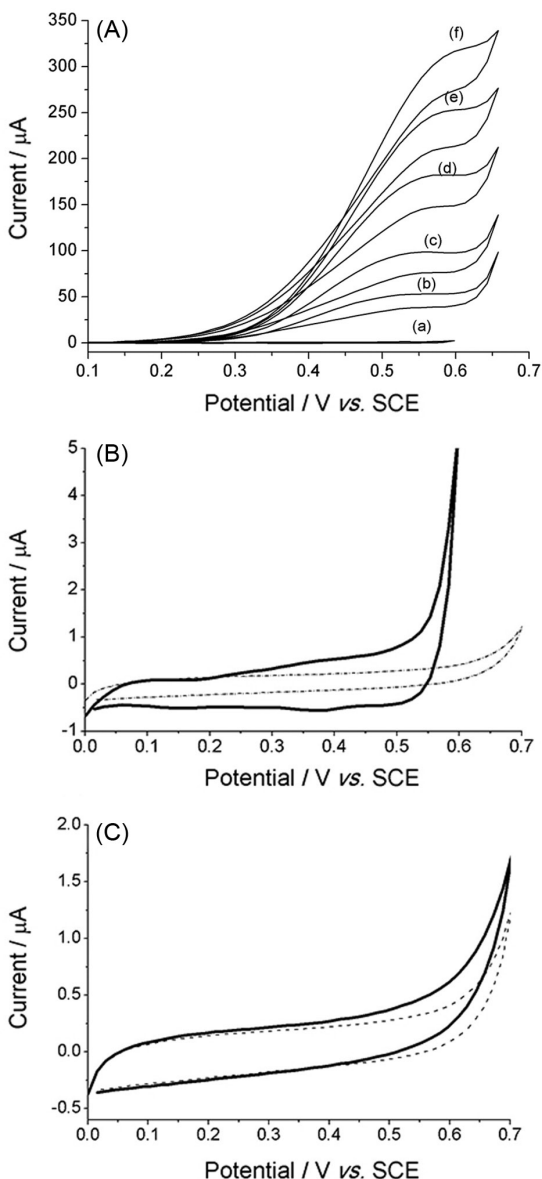 (A)
350
300
250
200
150
100
50
0
Current / μA
(f)
(e)
(d)
(c)
(b)
(a)
0.1 0.2 0.3 0.4 0.5 0.6 0.7
Potential / V vs. SCE
(B)
5
4
3
2
1
0
-1
Current / μA
0.0 0.1 0.2 0.3 0.4 0.5 0.6 0.7
Potential / V vs. SCE
(C)
2.0
1.5
1.0
0.5
0.0
-0.5
Current / μA
0.0 0.1 0.2 0.3 0.4 0.5 0.6 0.7
Potential / V vs. SCE